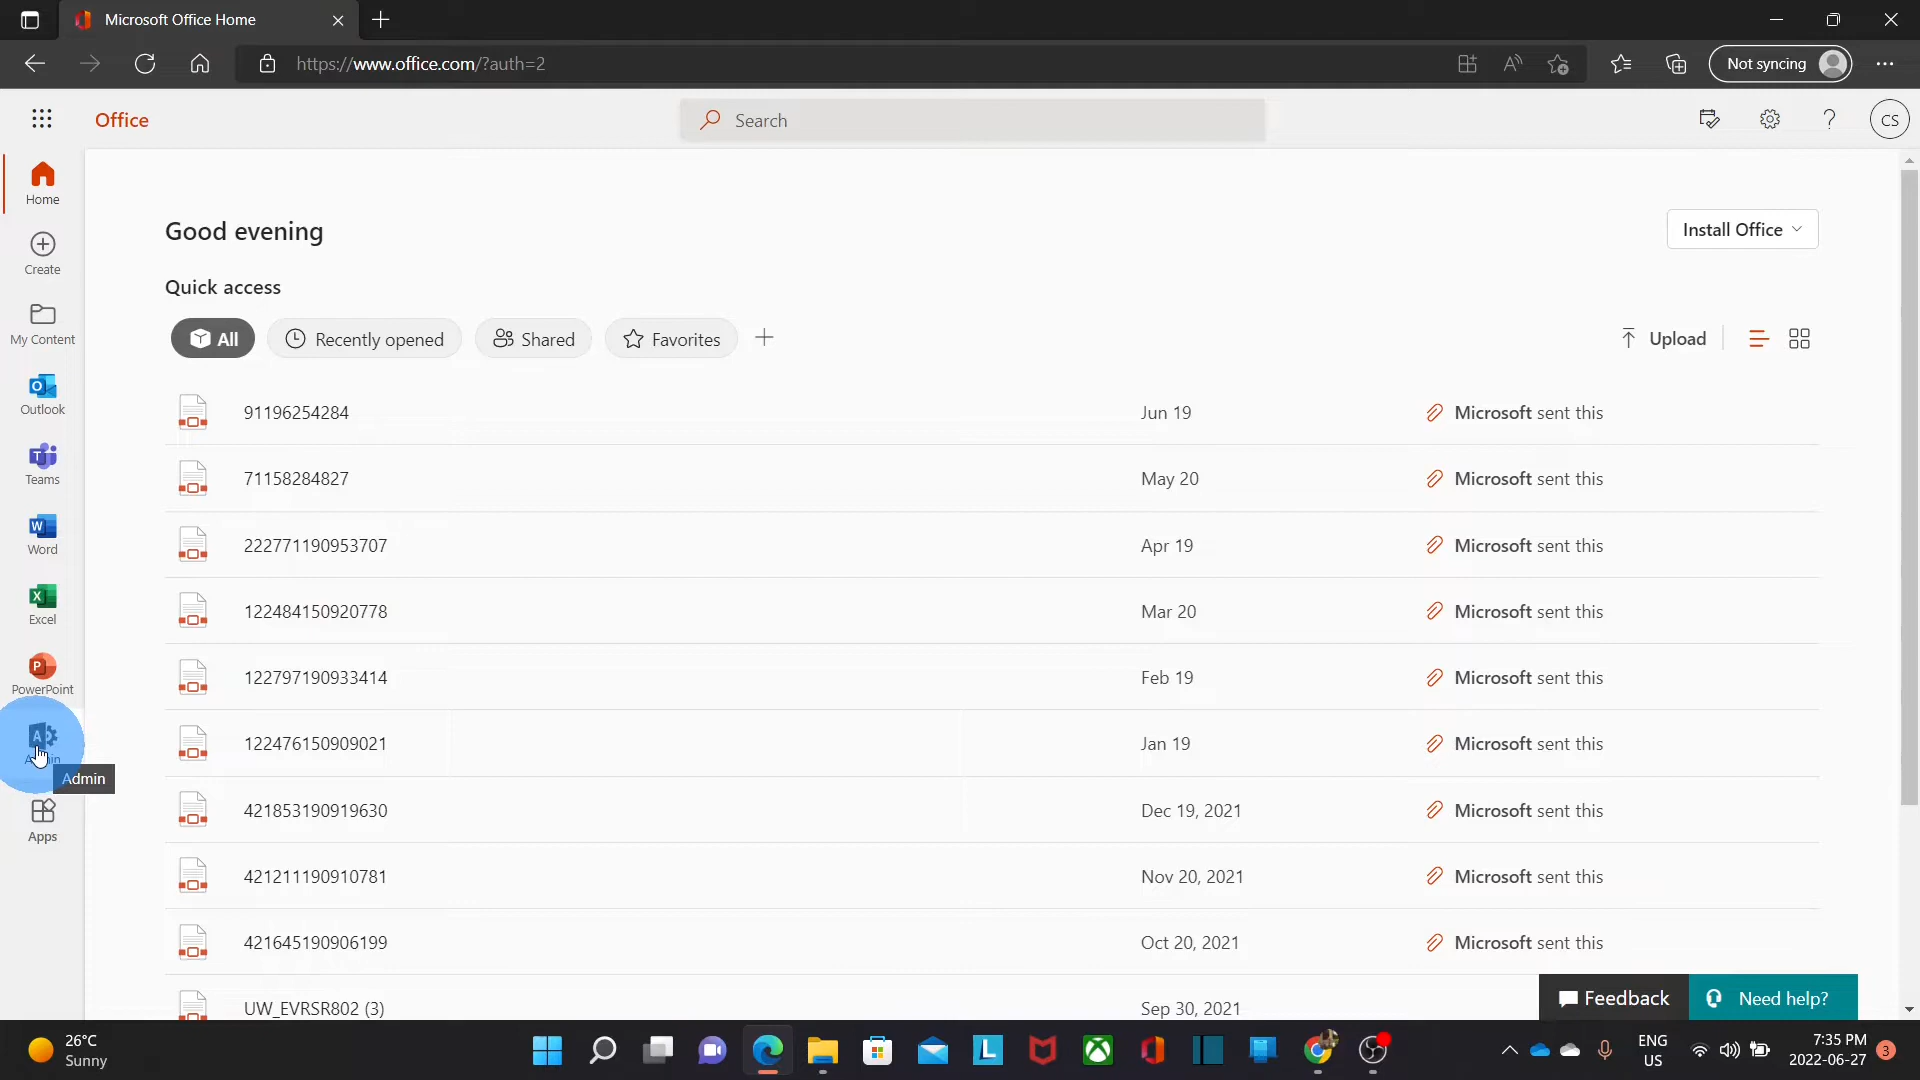 Microsoft Office Home
https://www.office.com/?auth=2
Not syncing
Office
Search
CS
Home
Create
My Content
Outlook
Teams
Word
Excel
PowerPoint
Admin
Admin
Apps
Good evening
Install Office
Quick access
All
Recently opened
Shared
Favorites
Upload
91196254284 Jun 19 Microsoft sent this
71158284827 May 20 Microsoft sent this
222771190953707 Apr 19 Microsoft sent this
122484150920778 Mar 20 Microsoft sent this
122797190933414 Feb 19 Microsoft sent this
122476150909021 Jan 19 Microsoft sent this
421853190919630 Dec 19, 2021 Microsoft sent this
421211190910781 Nov 20, 2021 Microsoft sent this
421645190906199 Oct 20, 2021 Microsoft sent this
UW_EVRSR802 (3) Sep 30, 2021
Feedback
Need help?
26°C
Sunny
ENG
US
7:35 PM
2022-06-27
3